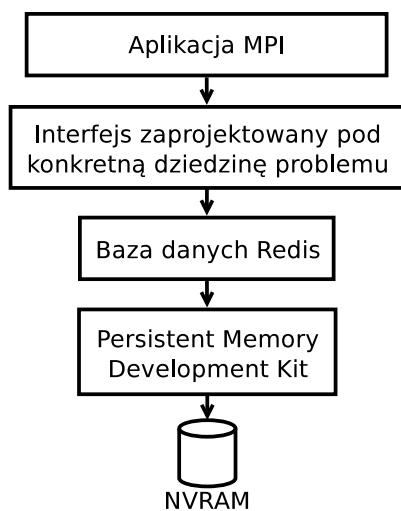 Aplikacja MPI
Interfejs zaprojektowany pod
konkretną dziedzinę problemu
Baza danych Redis
Persistent Memory
Development Kit
NVRAM